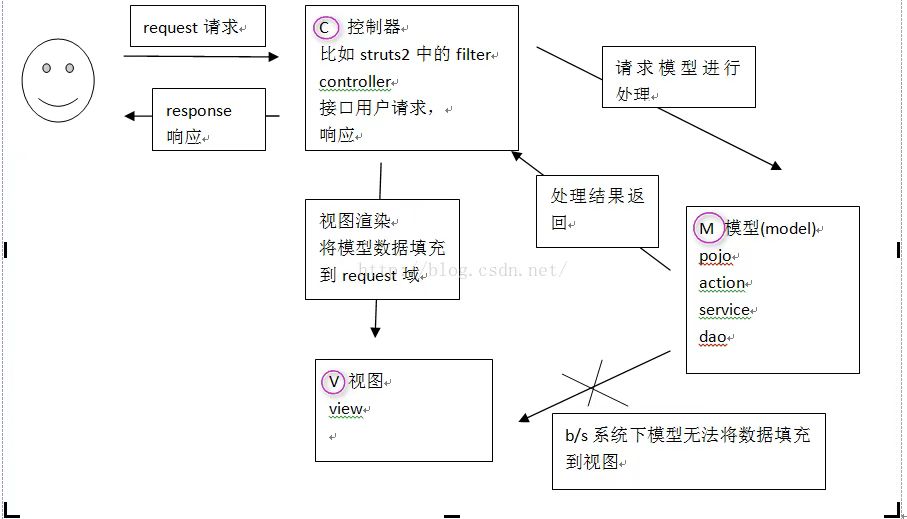 request 请求
response
响应
C 控制器
比如 struts2 中的 filter
controller
接口用户请求，
响应
请求模型进行
处理
处理结果返
回
视图渲染
将模型数据填充
到 request 域
http://blog.csdn.net/
M 模型(model)
pojo
action
service
dao
V 视图
view
b/s 系统下模型无法将数据填充
到视图